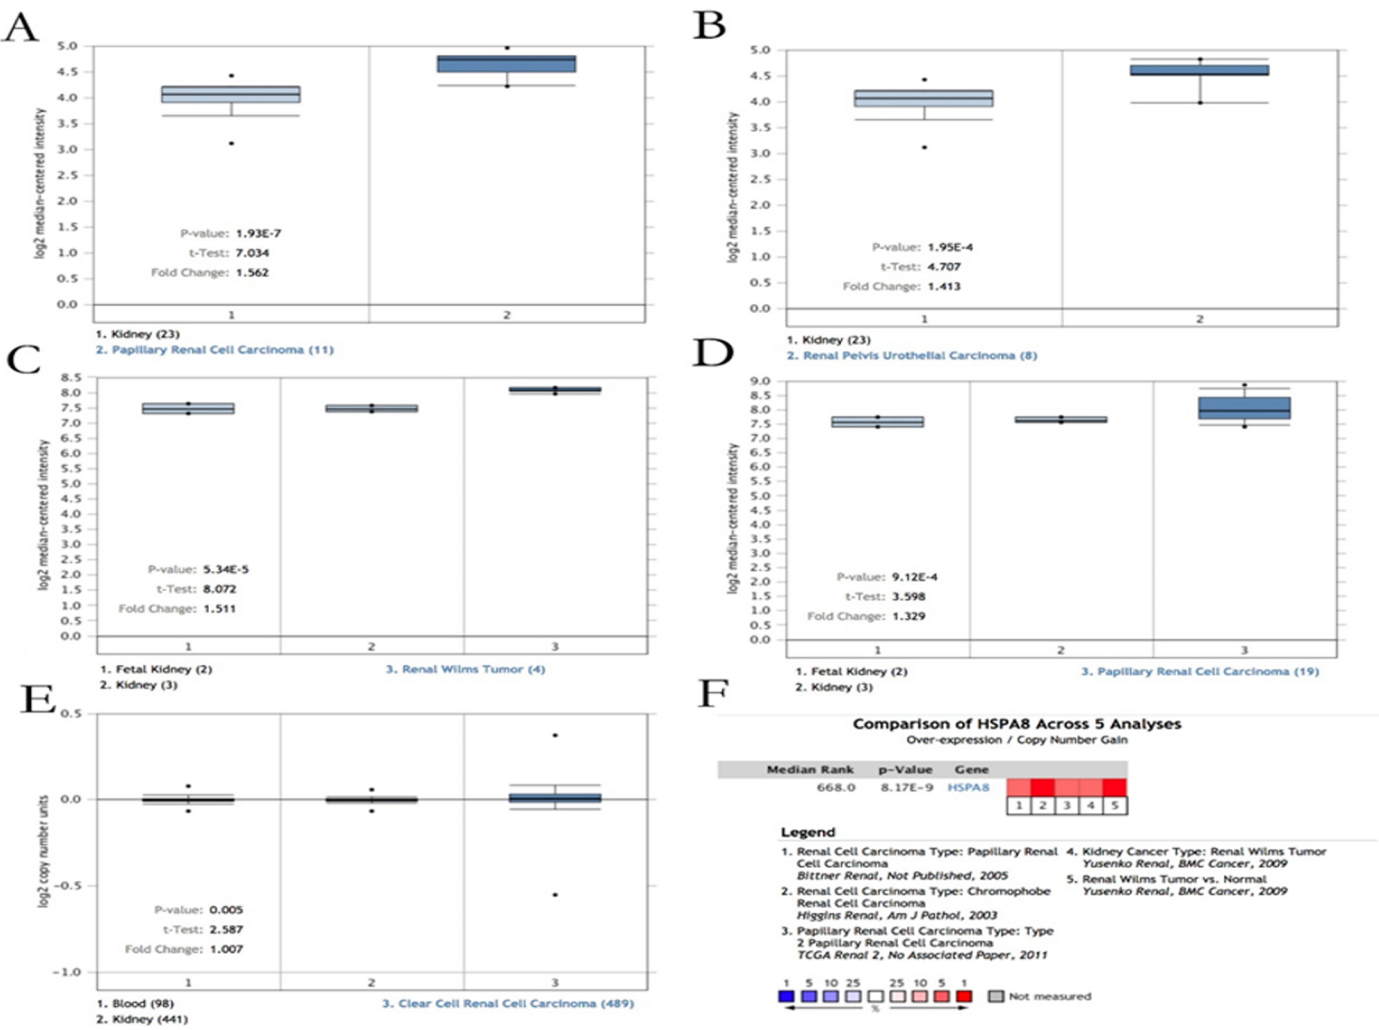 A
log2 median-centered intensity
5.0
4.5
4.0
3.5
3.0
2.5
2.0
1.5
1.0
0.5
0.0
P-value: 1.93E-7
t-Test: 7.034
Fold Change: 1.562
1 2
1. Kidney (23)
2. Papillary Renal Cell Carcinoma (11)
B
log2 median-centered intensity
5.0
4.5
4.0
3.5
3.0
2.5
2.0
1.5
1.0
0.5
0.0
P-value: 1.95E-4
t-Test: 4.707
Fold Change: 1.413
1 2
1. Kidney (23)
2. Renal Pelvis Urothelial Carcinoma (8)
C
log2 median-centered intensity
8.5
8.0
7.5
7.0
6.5
6.0
5.5
5.0
4.5
4.0
3.5
3.0
2.5
2.0
1.5
1.0
0.5
0.0
P-value: 5.34E-5
t-Test: 8.072
Fold Change: 1.511
1 2 3
1. Fetal Kidney (2) 3. Renal Wilms Tumor (4)
2. Kidney (3)
D
log2 median-centered intensity
9.0
8.5
8.0
7.5
7.0
6.5
6.0
5.5
5.0
4.5
4.0
3.5
3.0
2.5
2.0
1.5
1.0
0.5
0.0
P-value: 9.12E-4
t-Test: 3.598
Fold Change: 1.329
1 2 3
1. Fetal Kidney (2) 3. Papillary Renal Cell Carcinoma (19)
2. Kidney (3)
E
log2 copy number units
0.5
0.0
-0.5
-1.0
P-value: 0.005
t-Test: 2.587
Fold Change: 1.007
1 2 3
1. Blood (98) 3. Clear Cell Renal Cell Carcinoma (489)
2. Kidney (441)
F
Comparison of HSPA8 Across 5 Analyses
Over-expression / Copy Number Gain
Median Rank p-Value Gene
668.0 8.17E-9 HSPA8
1 2 3 4 5
Legend
1. Renal Cell Carcinoma Type: Papillary Renal
Cell Carcinoma
Bittner Renal, Not Published, 2005
2. Renal Cell Carcinoma Type: Chromophobe
Renal Cell Carcinoma
Higgins Renal, Am J Pathol, 2003
3. Papillary Renal Cell Carcinoma Type: Type
2 Papillary Renal Cell Carcinoma
TCGA Renal 2, No Associated Paper, 2011
4. Kidney Cancer Type: Renal Wilms Tumor
Yusenko Renal, BMC Cancer, 2009
5. Renal Wilms Tumor vs. Normal
Yusenko Renal, BMC Cancer, 2009
1 5 10 25 25 10 5 1
%
Not measured